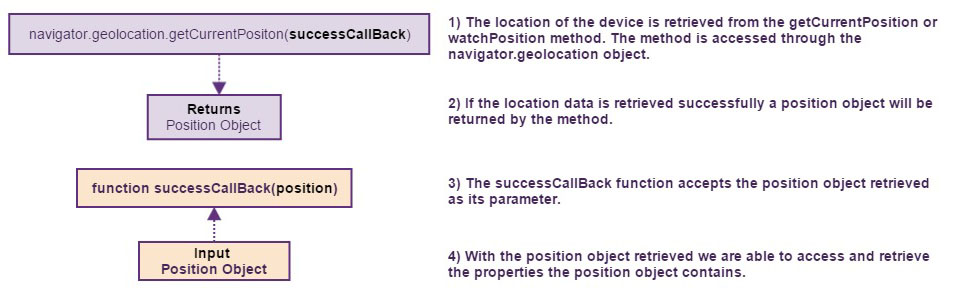 navigator.geolocation.getCurrentPositon(successCallBack)
Returns
Position Object
function successCallBack(position)
Input
Position Object
1) The location of the device is retrieved from the getCurrentPosition or
watchPosition method. The method is accessed through the
navigator.geolocation object.
2) If the location data is retrieved successfully a position object will be
returned by the method.
3) The successCallBack function accepts the position object retrieved
as its parameter.
4) With the position object retrieved we are able to access and retrieve
the properties the position object contains.